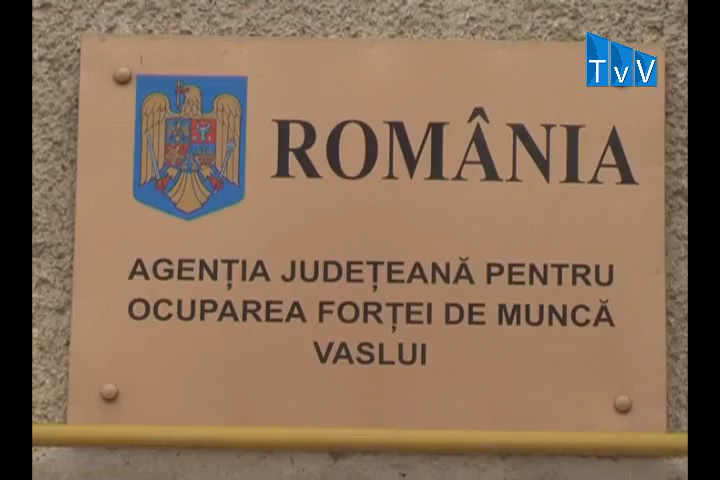 TvV
ROMÂNIA
AGENȚIA JUDEȚEANĂ PENTRU
OCUPAREA FORȚEI DE MUNCĂ
VASLUI